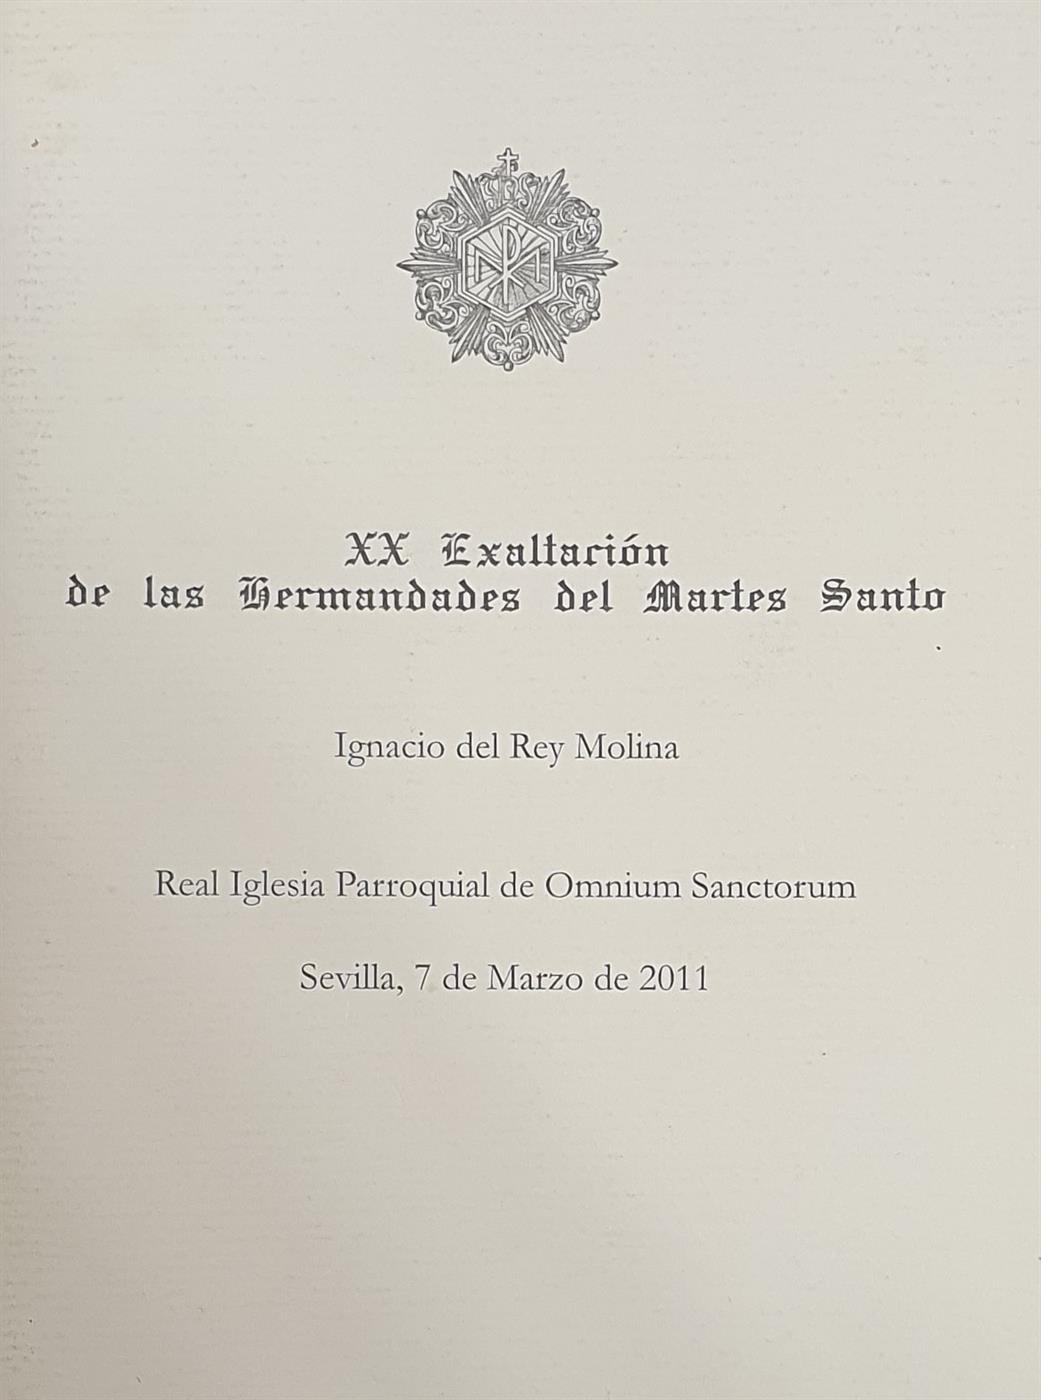 XX Exaltación
de las Hermandades del Martes Santo
Ignacio del Rey Molina
Real Iglesia Parroquial de Omnium Sanctorum
Sevilla, 7 de Marzo de 2011